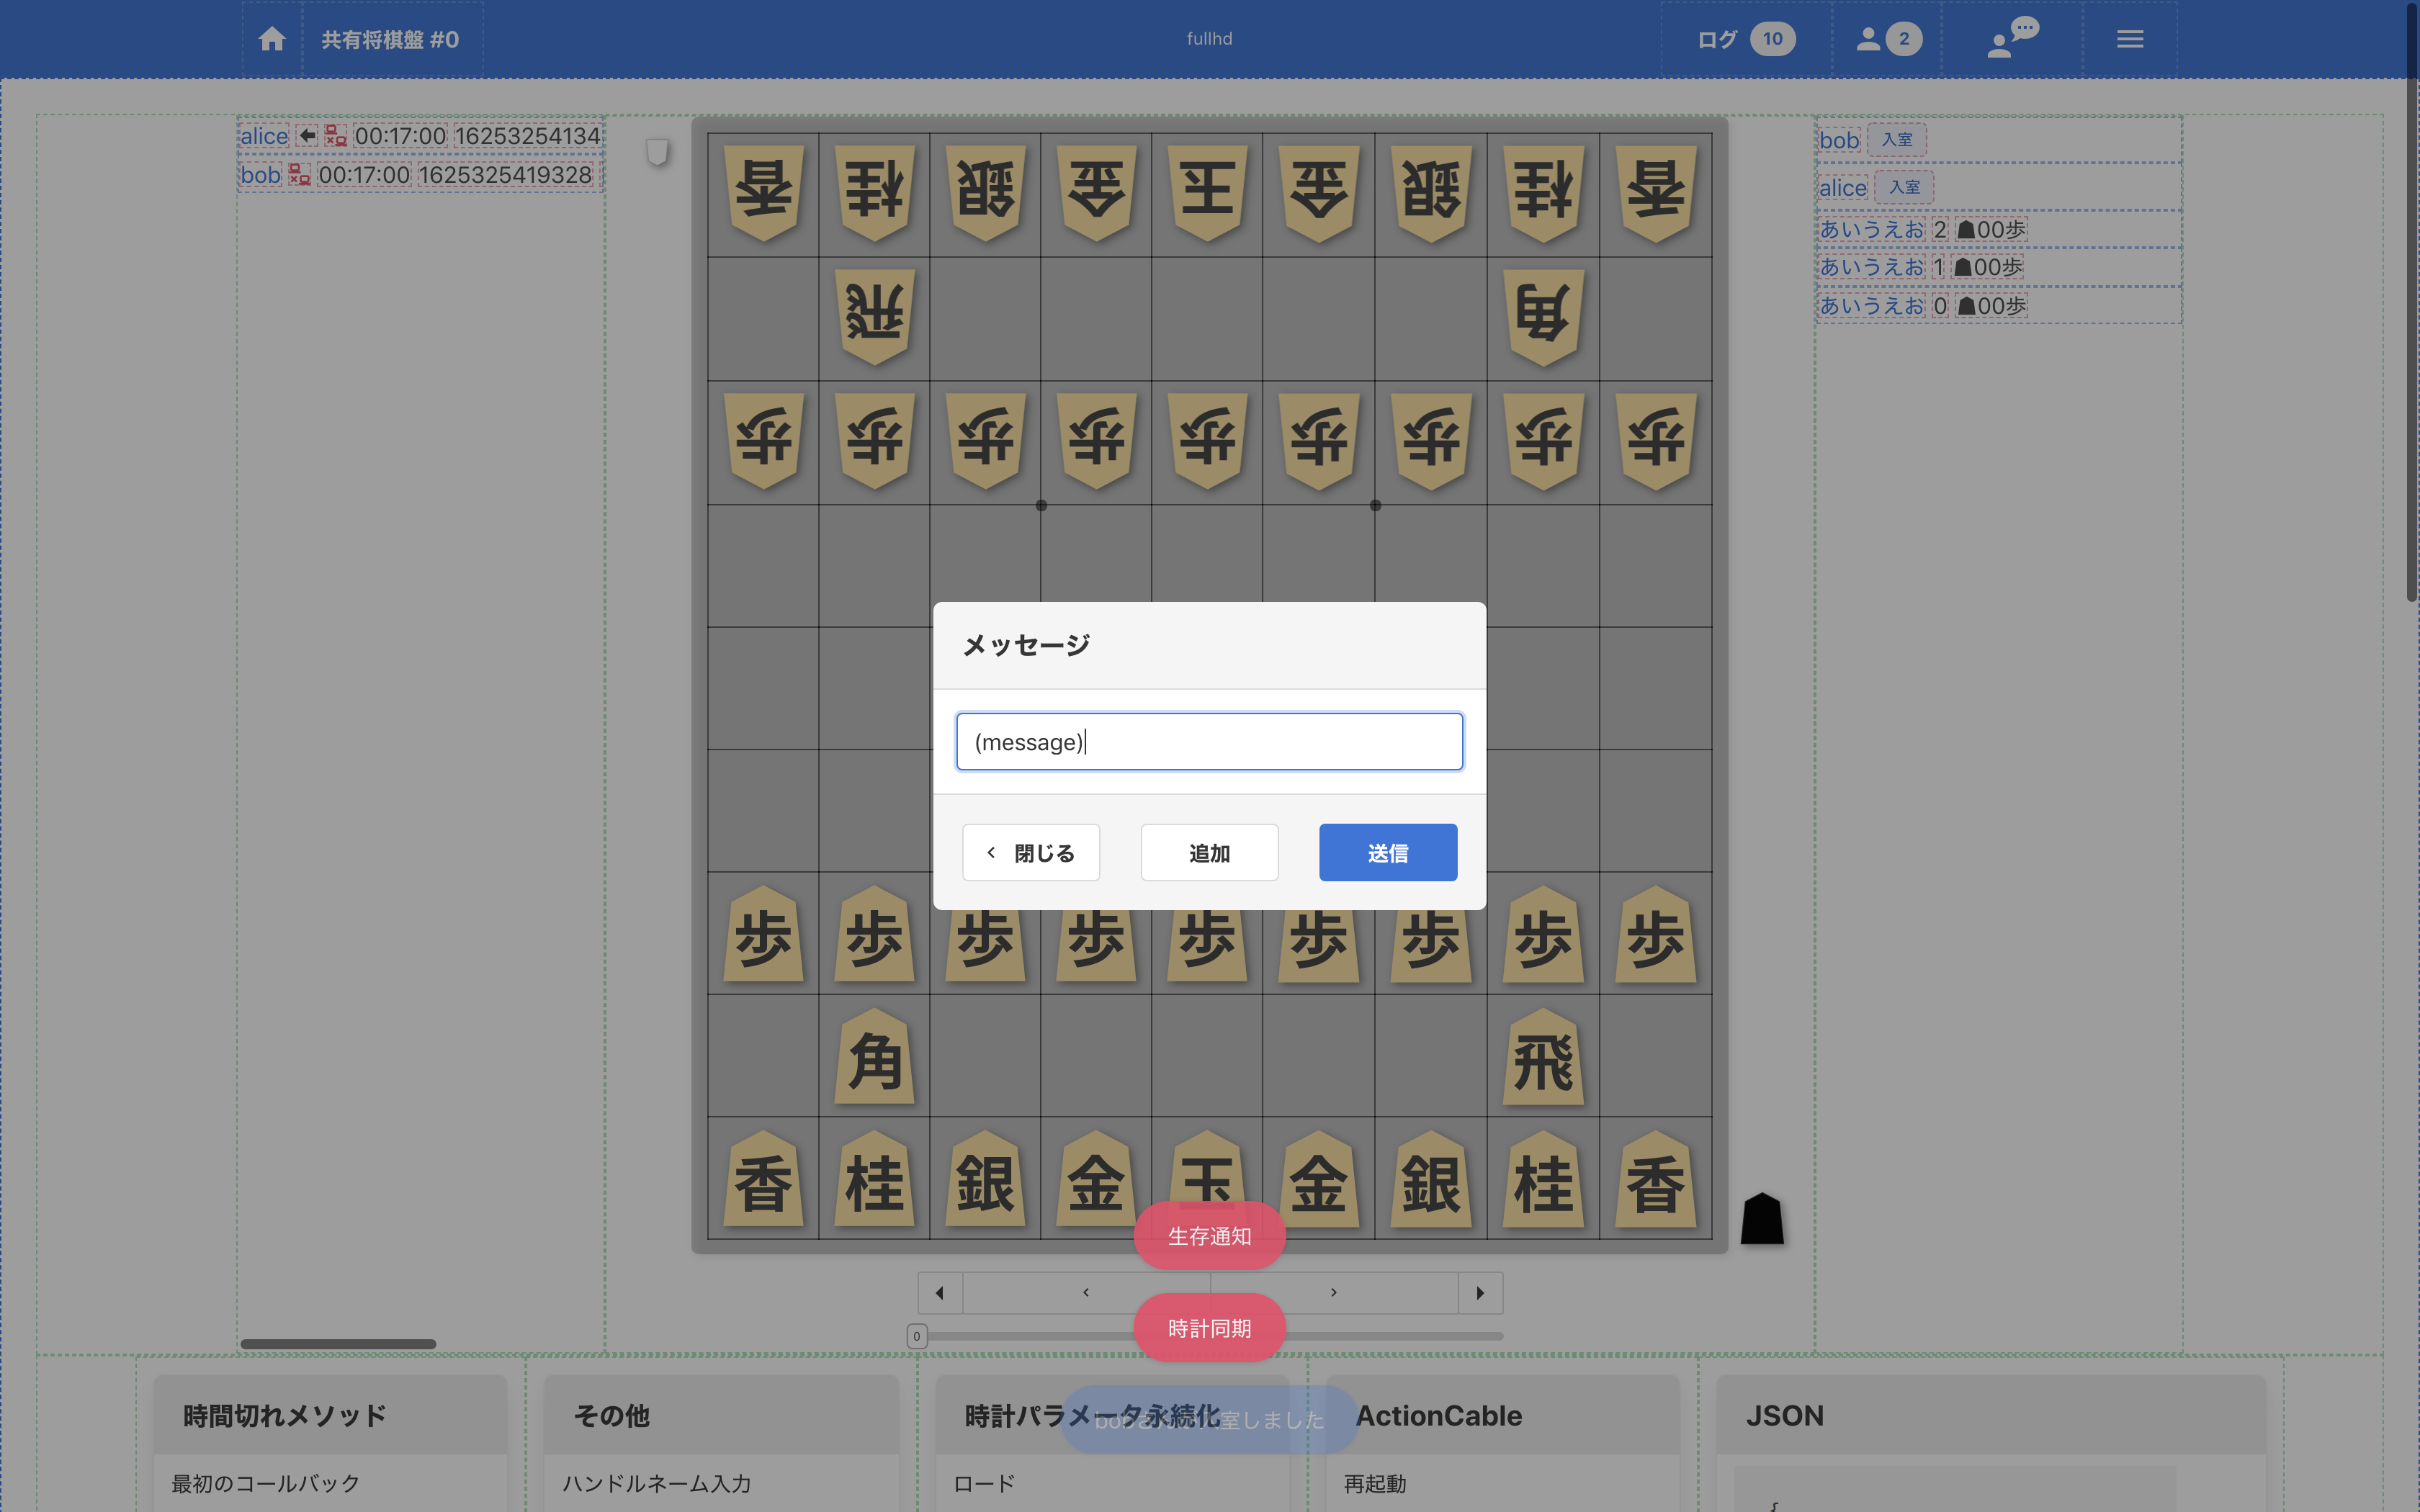 共有将棋盤 #0
fullhd
ログ 10
2
alice 00:17:00 16253254134
bob 00:17:00 1625325419328
bob 入室
alice 入室
あいうえお 2 ☗00歩
あいうえお 1 ☗00歩
あいうえお 0 ☗00歩
香 桂 銀 金 玉 金 銀 桂 香
飛 角
歩 歩 歩 歩 歩 歩 歩 歩 歩
メッセージ
(message)
閉じる 追加 送信
歩 歩 歩 歩 歩 歩 歩 歩 歩
角 飛
香 桂 銀 金 玉 金 銀 桂 香
生存通知
時計同期
0
時間切れメソッド
その他
時計パラメータ永続化
ActionCable
JSON
最初のコールバック
ハンドルネーム入力
ロード
再起動
{